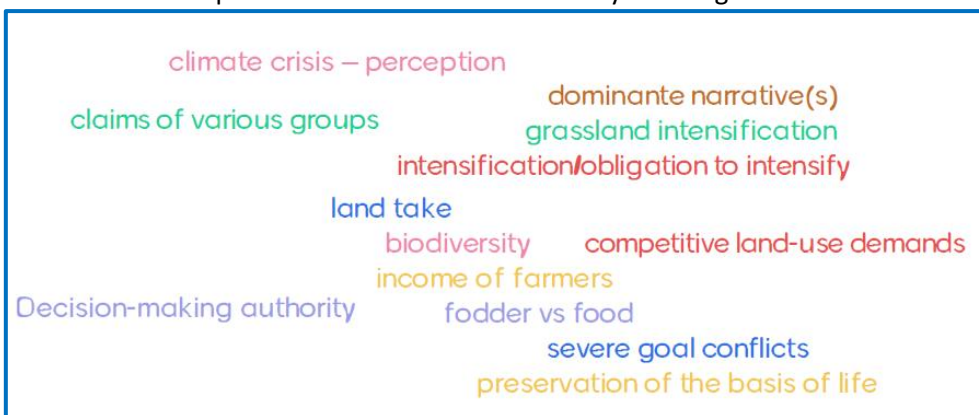 climate crisis – perception
dominante narrative(s)
claims of various groups
grassland intensification
intensification/obligation to intensify
land take
biodiversity
competitive land-use demands
income of farmers
Decision-making authority
fodder vs food
severe goal conflicts
preservation of the basis of life